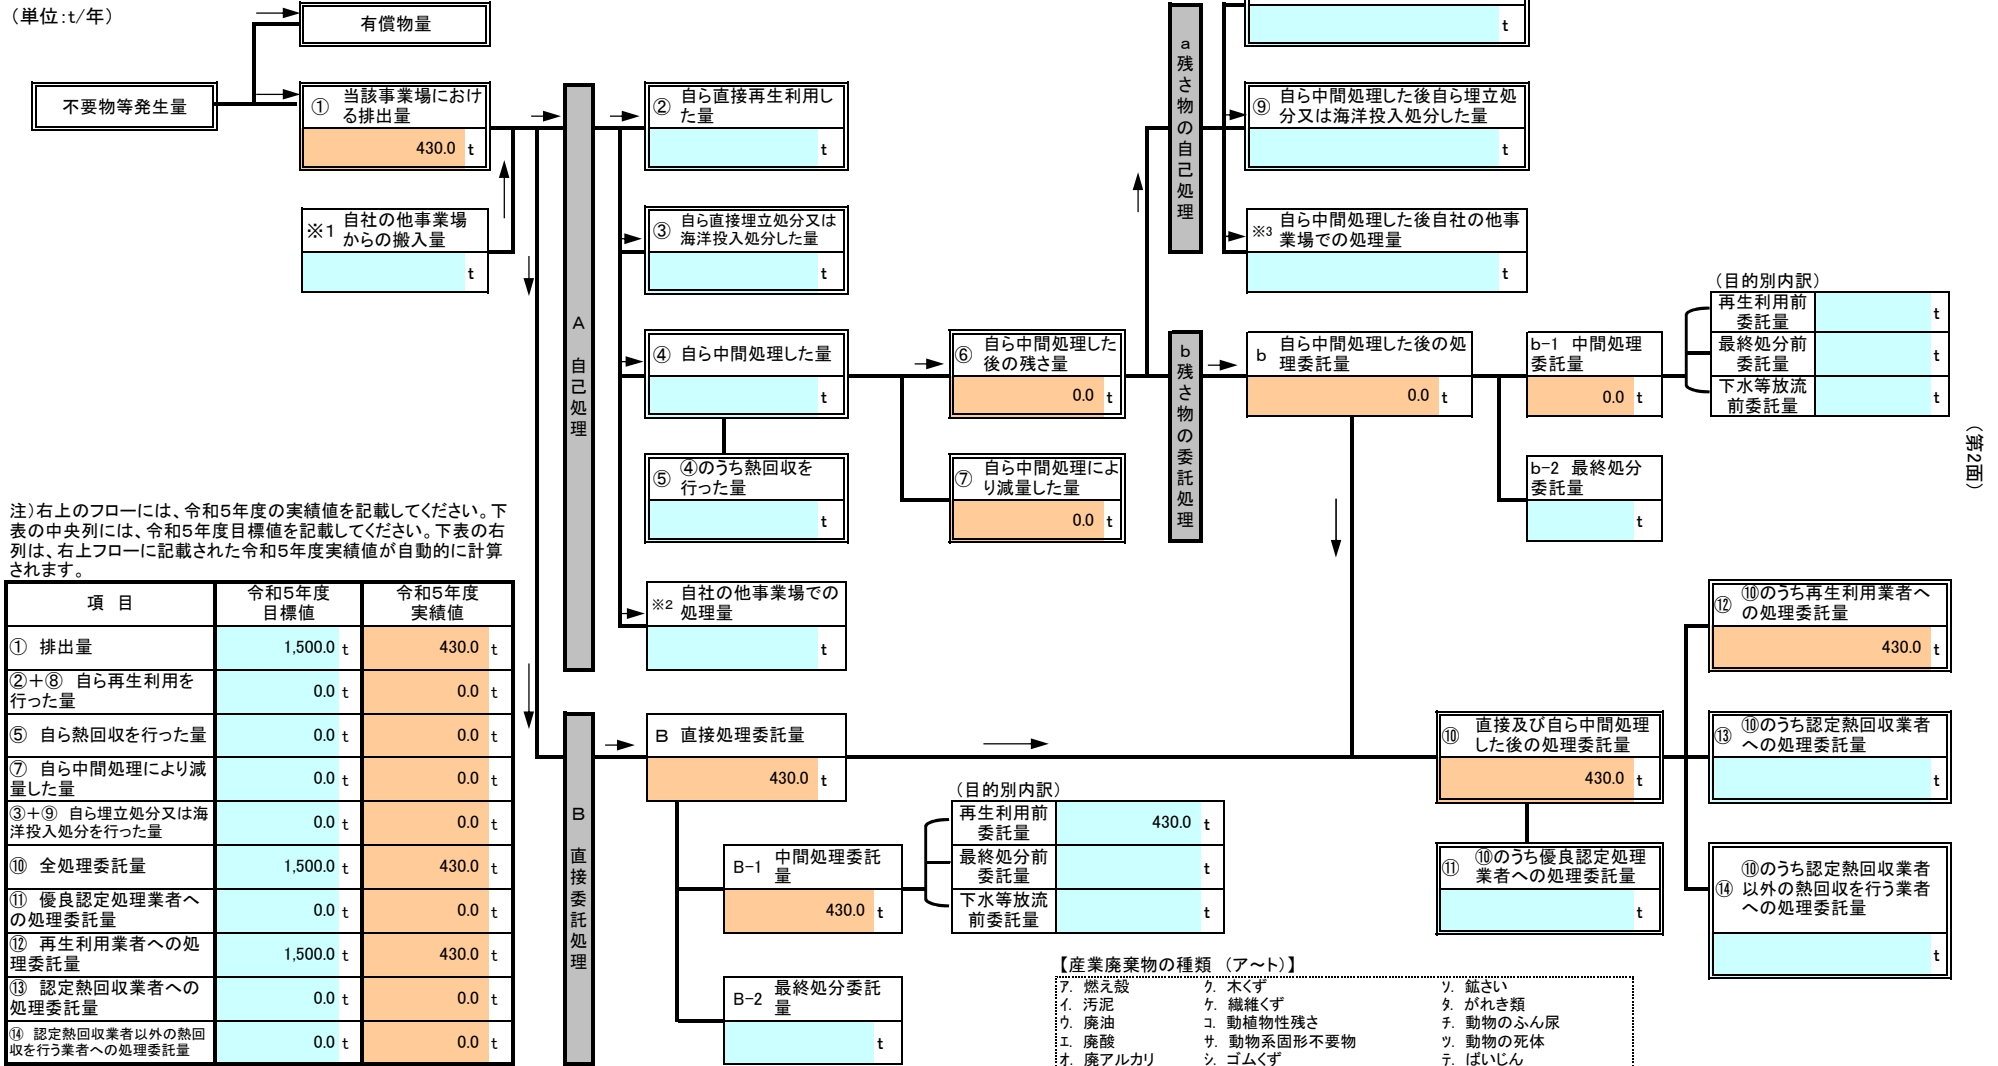 （単位：t/年）
有償物量
不要物等発生量
① 当該事業場におけ
る排出量
430.0 t
※1 自社の他事業場
からの搬入量
t
A 自己処理
② 自ら直接再生利用し
た量
t
③ 自ら直接埋立処分又は
海洋投入処分した量
t
④ 自ら中間処理した量
t
⑤ ④のうち熱回収を
行った量
t
※2 自社の他事業場での
処理量
t
⑥ 自ら中間処理した
後の残さ量
0.0 t
⑦ 自ら中間処理によ
り減量した量
0.0 t
a 残さ物の自己処理
t
⑨ 自ら中間処理した後自ら埋立処
分又は海洋投入処分した量
t
※3 自ら中間処理した後自社の他事
業場での処理量
t
b 残さ物の委託処理
b 自ら中間処理した後の処
理委託量
0.0 t
b-1 中間処理
委託量
0.0 t
（目的別内訳）
再生利用前
委託量
t
最終処分前
委託量
t
下水等放流
前委託量
t
b-2 最終処分
委託量
t
（第2面）
注）右上のフローには、令和5年度の実績値を記載してください。下
表の中央列には、令和5年度目標値を記載してください。下表の右
列は、右上フローに記載された令和5年度実績値が自動的に計算
されます。
項 目 令和5年度 目標値 令和5年度 実績値
① 排出量 1,500.0 t 430.0 t
②＋⑧ 自ら再生利用を
行った量 0.0 t 0.0 t
⑤ 自ら熱回収を行った量 0.0 t 0.0 t
⑦ 自ら中間処理により減
量した量 0.0 t 0.0 t
③＋⑨ 自ら埋立処分又は海
洋投入処分を行った量 0.0 t 0.0 t
⑩ 全処理委託量 1,500.0 t 430.0 t
⑪ 優良認定処理業者へ
の処理委託量 0.0 t 0.0 t
⑫ 再生利用業者への処
理委託量 1,500.0 t 430.0 t
⑬ 認定熱回収業者への
処理委託量 0.0 t 0.0 t
⑭ 認定熱回収業者以外の熱回
収を行う業者への処理委託量 0.0 t 0.0 t
B 直接委託処理
B 直接処理委託量
430.0 t
B-1 中間処理委託
量
430.0 t
（目的別内訳）
再生利用前
委託量
430.0 t
最終処分前
委託量
t
下水等放流
前委託量
t
B-2 最終処分委託
量
t
⑩ 直接及び自ら中間処理
した後の処理委託量
430.0 t
⑪ ⑩のうち優良認定処理
業者への処理委託量
t
⑫ ⑩のうち再生利用業者へ
の処理委託量
430.0 t
⑬ ⑩のうち認定熱回収業者
への処理委託量
t
⑭ ⑩のうち認定熱回収業者
以外の熱回収を行う業者
への処理委託量
t
【産業廃棄物の種類 （ア～ト）】
ア. 燃え殻 ク. 木くず ソ. 鉱さい
イ. 汚泥 ケ. 繊維くず タ. がれき類
ウ. 廃油 コ. 動植物性残さ チ. 動物のふん尿
エ. 廃酸 サ. 動物系固形不要物 ツ. 動物の死体
オ. 廃アルカリ シ. ゴムくず テ. ばいじん